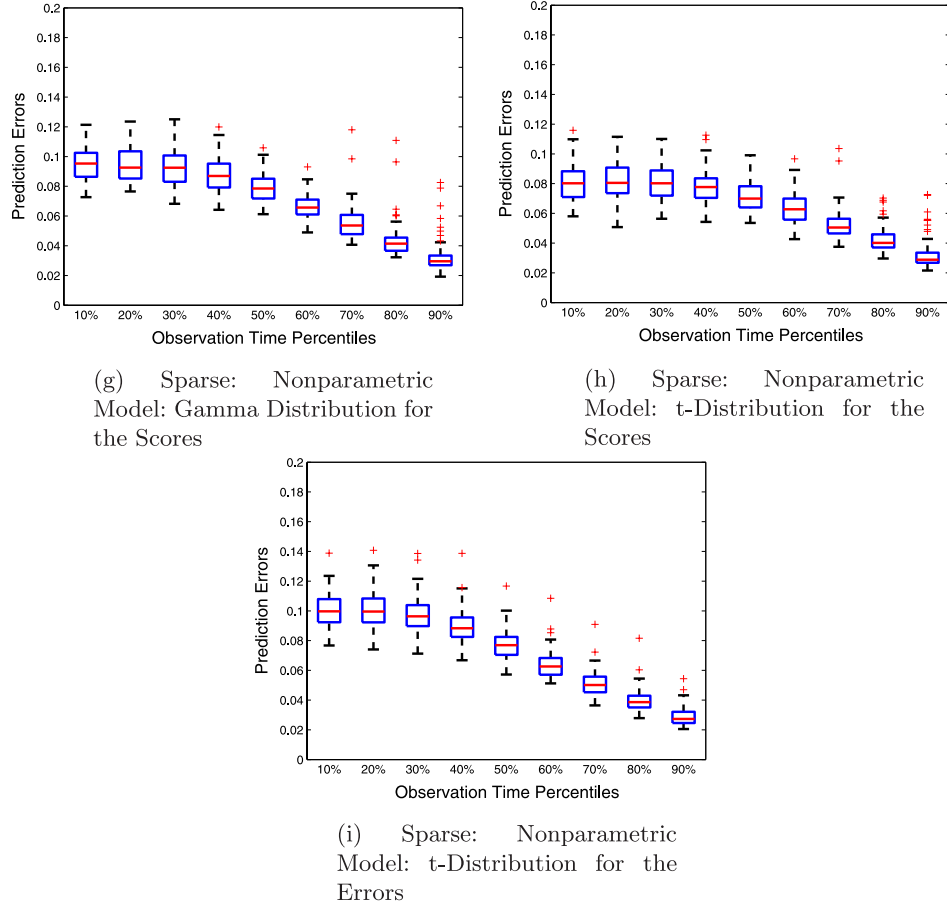 0.2
0.18
0.16
0.14
0.12
0.1
0.08
0.06
0.04
0.02
0
Prediction Errors
10% 20% 30% 40% 50% 60% 70% 80% 90%
Observation Time Percentiles
(g) Sparse: Nonparametric
Model: Gamma Distribution for
the Scores
0.2
0.18
0.16
0.14
0.12
0.1
0.08
0.06
0.04
0.02
0
Prediction Errors
10% 20% 30% 40% 50% 60% 70% 80% 90%
Observation Time Percentiles
(h) Sparse: Nonparametric
Model: t-Distribution for the
Scores
0.2
0.18
0.16
0.14
0.12
0.1
0.08
0.06
0.04
0.02
0
Prediction Errors
10% 20% 30% 40% 50% 60% 70% 80% 90%
Observation Time Percentiles
(i) Sparse: Nonparametric
Model: t-Distribution for the
Errors